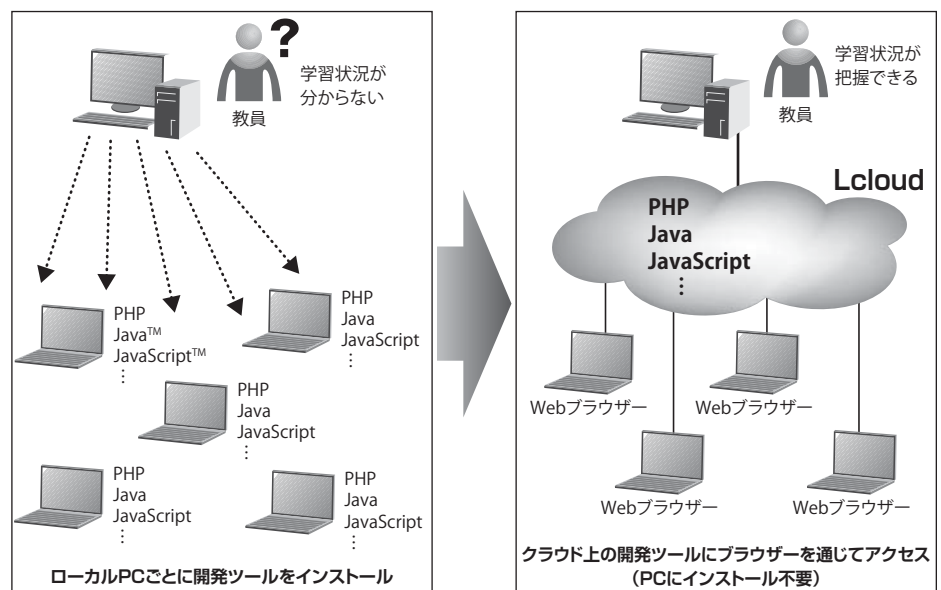 ?
学習状況が
分からない
教員
PHP
Java™
JavaScript™
⋮
PHP
Java
JavaScript
⋮
PHP
Java
JavaScript
⋮
PHP
Java
JavaScript
⋮
PHP
Java
JavaScript
⋮
ローカルPCごとに開発ツールをインストール
学習状況が
把握できる
教員
Lcloud
PHP
Java
JavaScript
⋮
Webブラウザー
Webブラウザー
Webブラウザー
Webブラウザー
クラウド上の開発ツールにブラウザーを通じてアクセス
（PCにインストール不要）